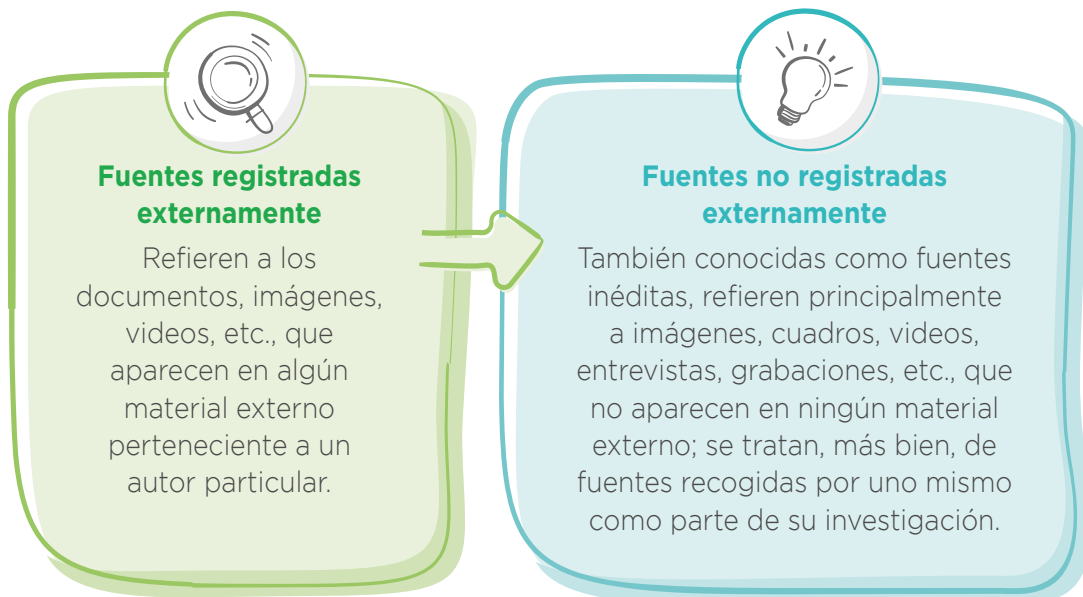 Fuentes registradas
externamente
Refieren a los
documentos, imágenes,
videos, etc., que
aparecen en algún
material externo
perteneciente a un
autor particular.
Fuentes no registradas
externamente
También conocidas como fuentes
inéditas, refieren principalmente
a imágenes, cuadros, videos,
entrevistas, grabaciones, etc., que
no aparecen en ningún material
externo; se tratan, más bien, de
fuentes recogidas por uno mismo
como parte de su investigación.